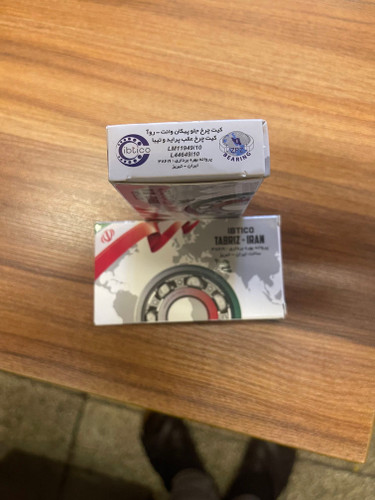 کیت چرخ جلو پیکان وانت - روآ
کیت چرخ عقب پراید و تیبا
LM11949/10
L44649/10
ibtico
BEARING
IBTICO
TABRIZ - IRAN